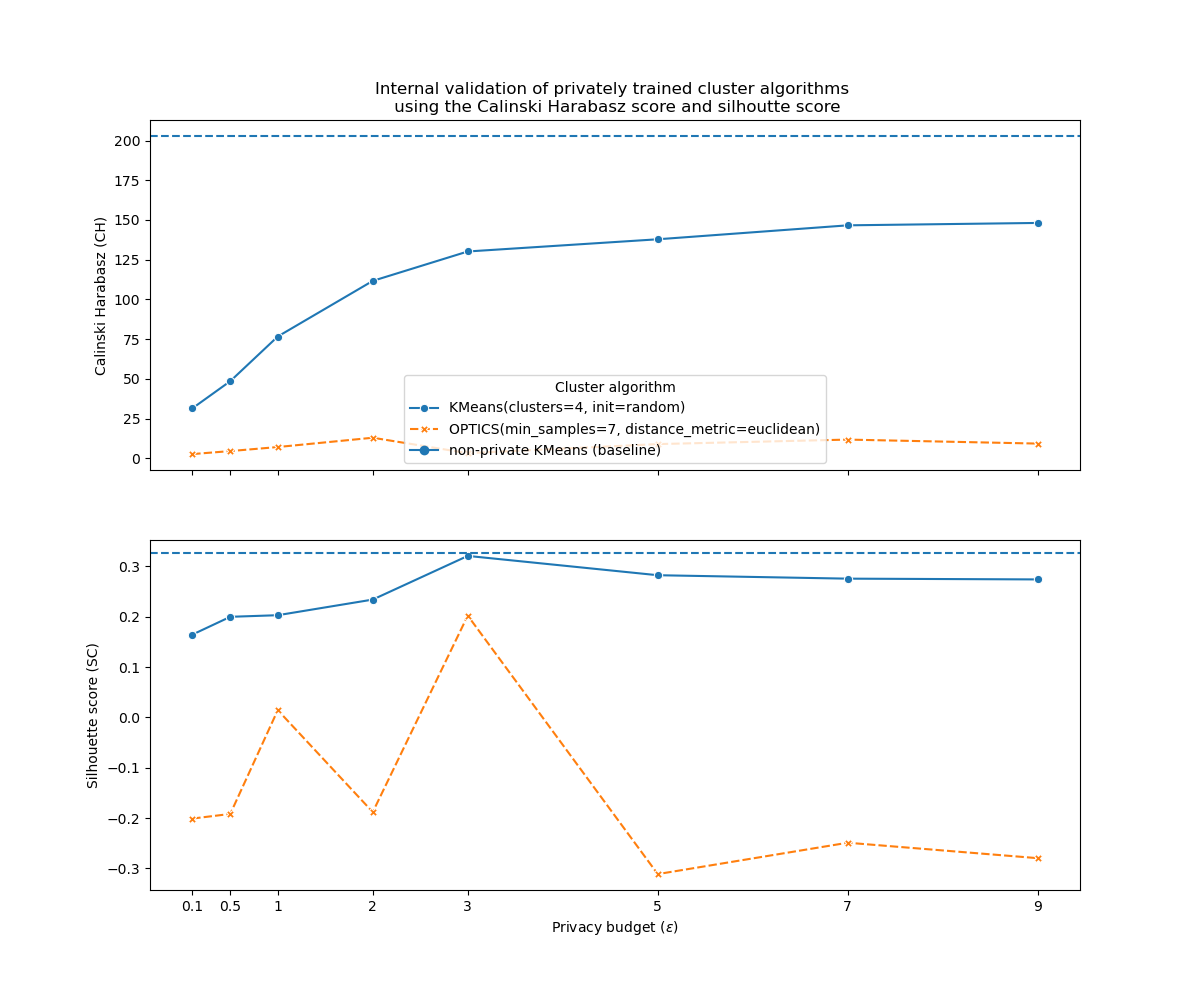 Internal validation of privately trained cluster algorithms
using the Calinski Harabasz score and silhoutte score
Calinski Harabasz (CH)
200
175
150
125
100
75
50
25
0
Cluster algorithm
KMeans(clusters=4, init=random)
OPTICS(min_samples=7, distance_metric=euclidean)
non-private KMeans (baseline)
Silhouette score (SC)
0.3
0.2
0.1
0.0
−0.1
−0.2
−0.3
0.1 0.5 1 2 3 5 7 9
Privacy budget (ε)